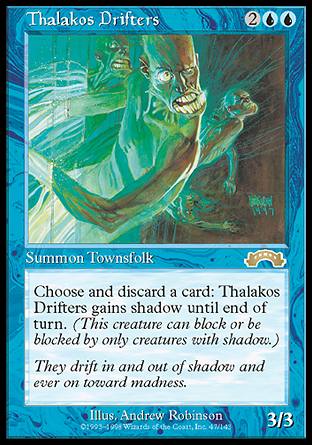 Thalakos Drifters 2
Summon Townsfolk
Choose and discard a card: Thalakos
Drifters gains shadow until end of
turn. (This creature can block or be
blocked by only creatures with shadow.)
They drift in and out of shadow and
ever on toward madness.
Illus. Andrew Robinson
©1993-1998 Wizards of the Coast, Inc. 47/143
3/3